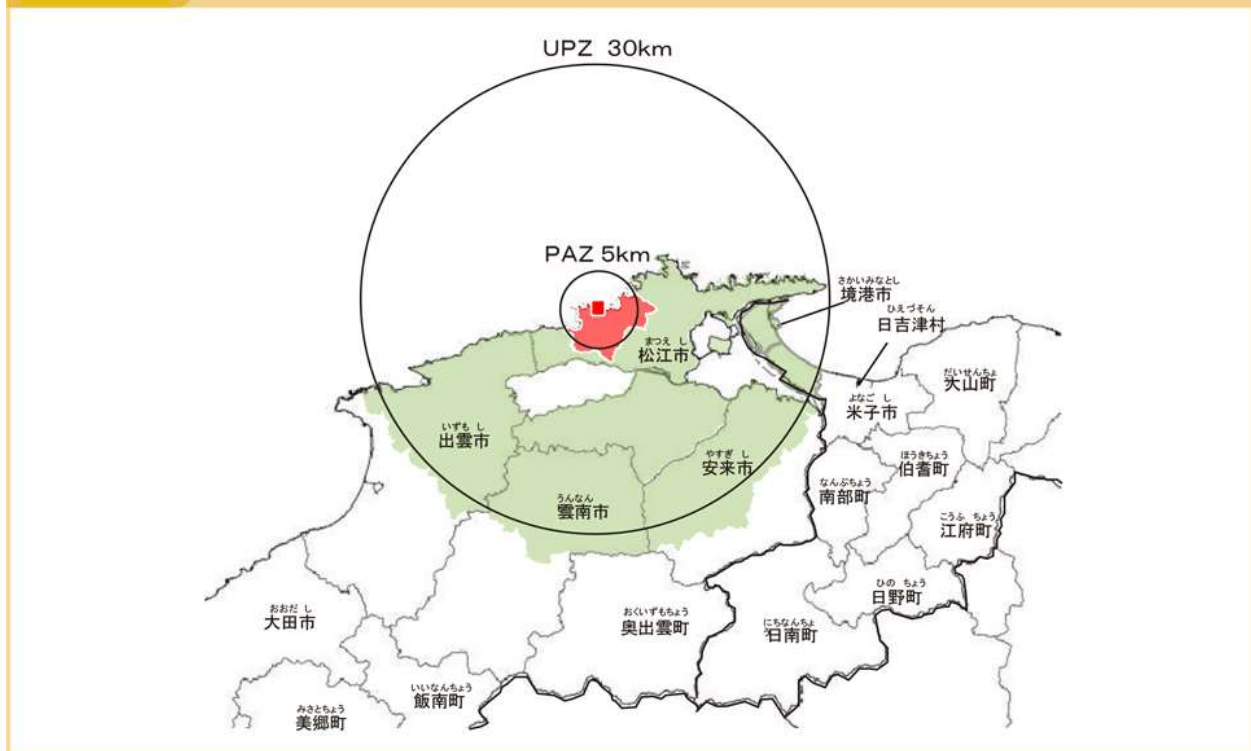 UPZ 30km
PAZ 5km
さかいみなとし
境港市
ひえづそん
日吉津村
まつえ し
松江市
だいせんちょ
大山町
よなご し
米子市
いずも し
出雲市
ほうきちょう
伯耆町
やすぎ し
安来市
なんぶちょう
南部町
うんなん
雲南市
こうふ ちょう
江府町
ひの ちょう
日野町
おおだ し
大田市
おくいずもちょう
奥出雲町
にちなんちょ
日南町
いいなんちょう
飯南町
みさとちょう
美郷町